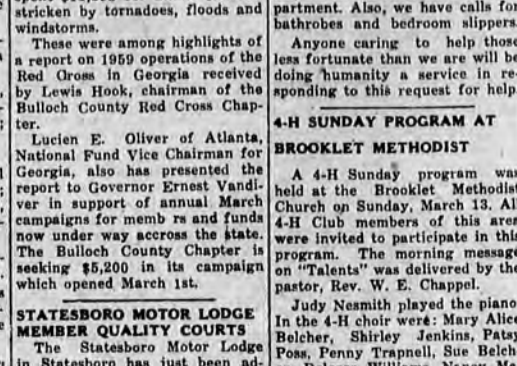 stricken by tornadoes, floods and
windstorms.
These were among highlights of
a report on 1959 operations of the
Red Cross in Georgia received
by Lewis Hook, chairman of the
Bulloch County Red Cross Chap-
ter.
Lucien E. Oliver of Atlanta,
National Fund Vice Chairman for
Georgia, also has presented the
report to Governor Ernest Vandi-
ver in support of annual March
campaigns for memb rs and funds
now under way accross the state.
The Bulloch County Chapter is
seeking $5,200 in its campaign
which opened March 1st.
STATESBORO MOTOR LODGE
MEMBER QUALITY COURTS
The Statesboro Motor Lodge
in Statesboro has just been ad-
partment. Also, we have calls for
bathrobes and bedroom slippers.
Anyone caring to help those
less fortunate than we are will be
doing humanity a service in re-
sponding to this request for help.
4-H SUNDAY PROGRAM AT
BROOKLET METHODIST
A 4-H Sunday program was
held at the Brooklet Methodist
Church on Sunday, March 13. All
4-H Club members of this area
were invited to participate in this
program. The morning message
on "Talents" was delivered by the
pastor, Rev. W. E. Chappel.
Judy Nesmith played the piano.
In the 4-H choir were: Mary Alice
Belcher, Shirley Jenkins, Patsy
Poss, Penny Trapnell, Sue Belch-
Williams, Nancy